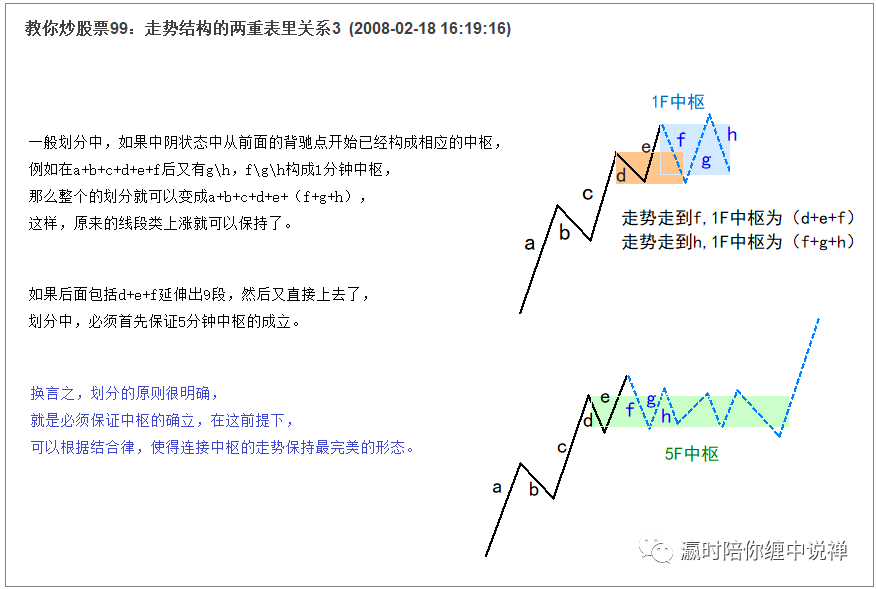 教你炒股票99：走势结构的两重表里关系3 (2008-02-18 16:19:16)
一般划分中，如果中阴状态中从前面的背驰点开始已经构成相应的中枢，
例如在a+b+c+d+e+f后又有g\h，f\g\h构成1分钟中枢，
那么整个的划分就可以变成a+b+c+d+e+（f+g+h），
这样，原来的线段类上涨就可以保持了。
1F中枢
a
b
c
d
e
f
g
h
走势走到f,1F中枢为（d+e+f）
走势走到h,1F中枢为（f+g+h）
如果后面包括d+e+f延伸出9段，然后又直接上去了，
划分中，必须首先保证5分钟中枢的成立。
换言之，划分的原则很明确，
就是必须保证中枢的确立，在这前提下，
可以根据结合律，使得连接中枢的走势保持最完美的形态。
a
b
c
d
e
f
g
h
5F中枢
瀛时陪你缠中说禅